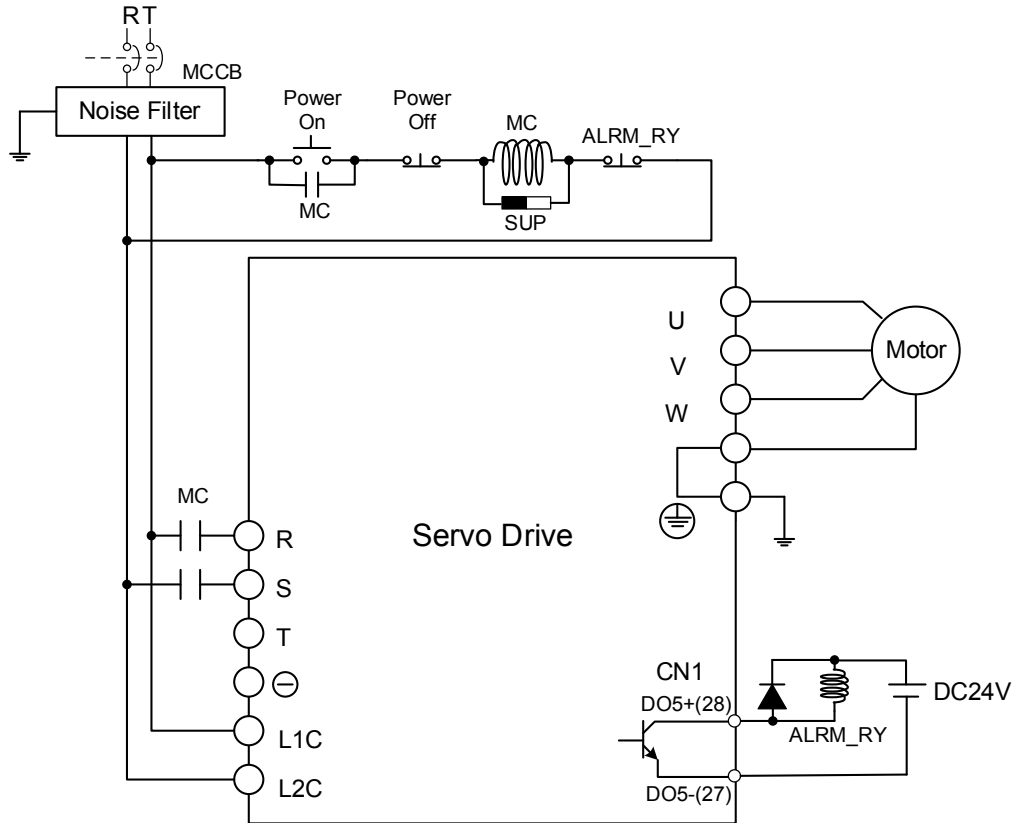 R T
MCCB
Noise Filter
Power
On
Power
Off
MC
ALRM_RY
MC
SUP
U
V
W
Motor
MC
R
S
T
L1C
L2C
Servo Drive
CN1
DO5+(28)
DO5-(27)
ALRM_RY
DC24V